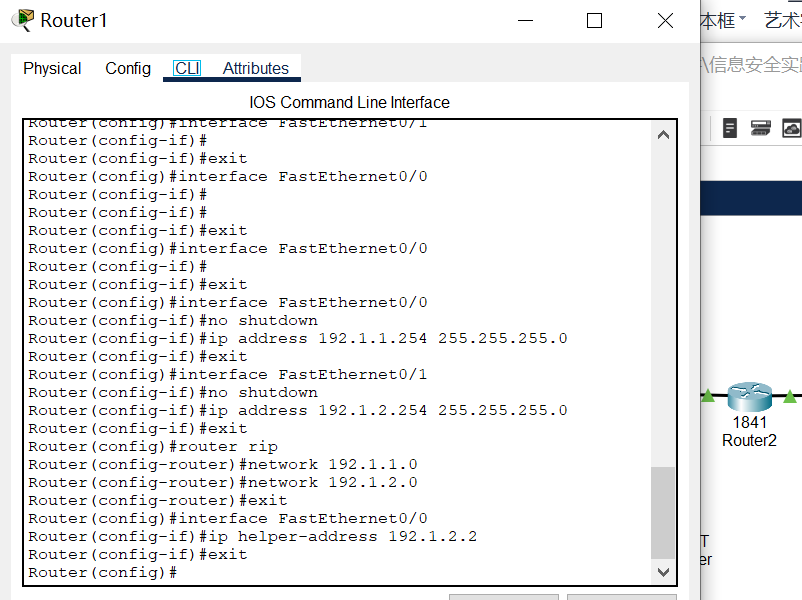 Router1
Physical Config CLI Attributes
IOS Command Line Interface
Router(config)#interface FastEthernet0/1
Router(config-if)#
Router(config-if)#exit
Router(config)#interface FastEthernet0/0
Router(config-if)#
Router(config-if)#
Router(config-if)#exit
Router(config)#interface FastEthernet0/0
Router(config-if)#
Router(config-if)#exit
Router(config)#interface FastEthernet0/0
Router(config-if)#no shutdown
Router(config-if)#ip address 192.1.1.254 255.255.255.0
Router(config-if)#exit
Router(config)#interface FastEthernet0/1
Router(config-if)#no shutdown
Router(config-if)#ip address 192.1.2.254 255.255.255.0
Router(config-if)#exit
Router(config)#router rip
Router(config-router)#network 192.1.1.0
Router(config-router)#network 192.1.2.0
Router(config-router)#exit
Router(config)#interface FastEthernet0/0
Router(config-if)#ip helper-address 192.1.2.2
Router(config-if)#exit
Router(config)#
本框 艺术
\信息安全实
1841
Router2
T
er